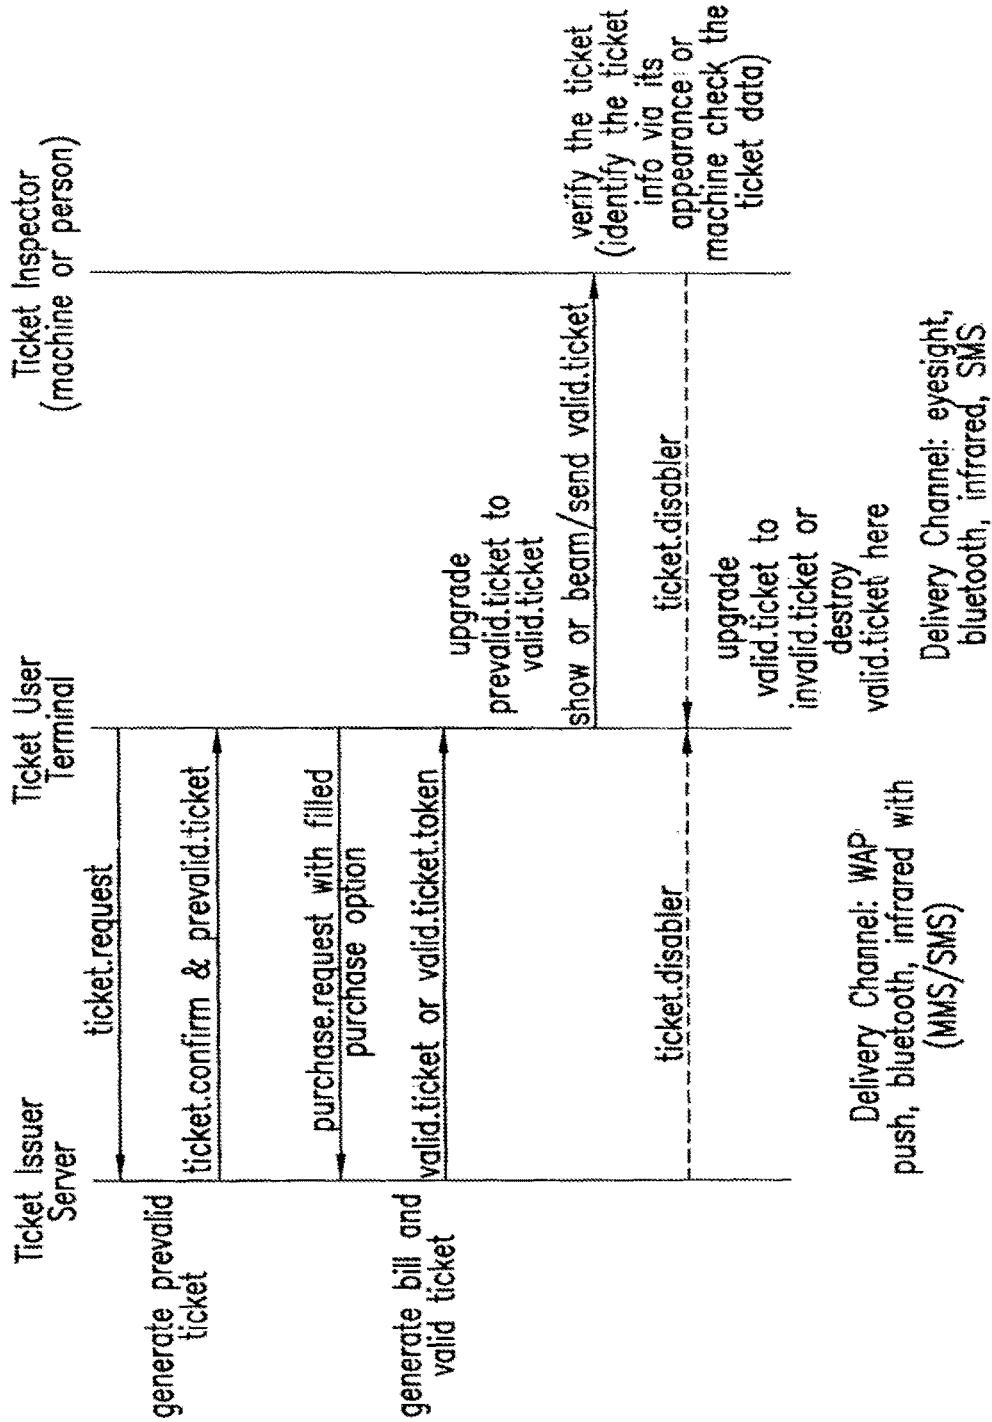 Ticket Issuer
Server
Ticket User
Terminal
Ticket Inspector
(machine or person)
ticket.request
generate prevalid
ticket
ticket.confirm & prevalid.ticket
purchase.request with filled
purchase option
generate bill and
valid ticket
valid.ticket or valid.ticket.token
upgrade
prevalid.ticket to
valid.ticket
show or beam/send valid.ticket
verify the ticket
(identify the ticket
info via its
appearance or
machine check the
ticket data)
ticket.disabler
ticket.disabler
upgrade
valid.ticket to
invalid.ticket or
destroy
valid.ticket here
Delivery Channel: WAP
push, bluetooth, infrared with
(MMS/SMS)
Delivery Channel: eyesight,
bluetooth, infrared, SMS